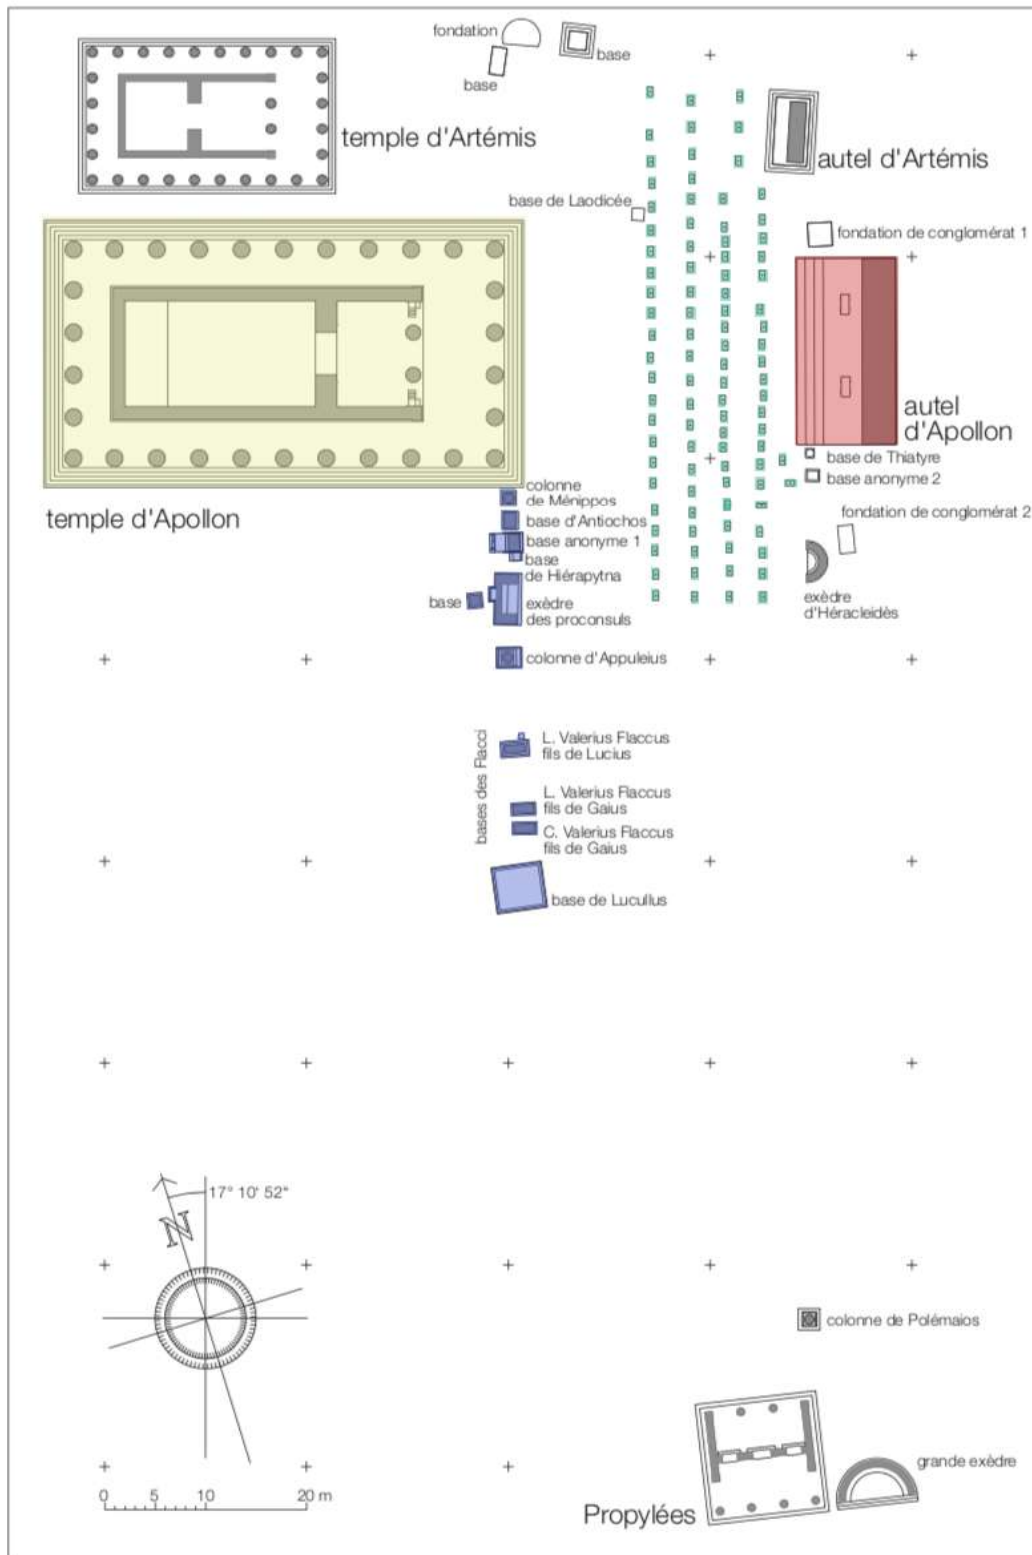 fondation
base
base
temple d'Artémis
autel d'Artémis
base de Laodicée
fondation de conglomérat 1
autel
d'Apollon
base de Thiatyre
base anonyme 2
temple d'Apollon
colonne
de Ménippos
base d'Antiochos
base anonyme 1
base
de Hiérapytna
fondation de conglomérat 2
base
exèdre
des proconsuls
exèdre
d'Héracleidès
colonne d'Appuleius
bases des Flacci
L. Valerius Flaccus
fils de Lucius
L. Valerius Flaccus
fils de Gaius
C. Valerius Flaccus
fils de Gaius
base de Lucullus
17° 10' 52"
N
colonne de Polémaios
grande exèdre
0 5 10 20 m
Propylées